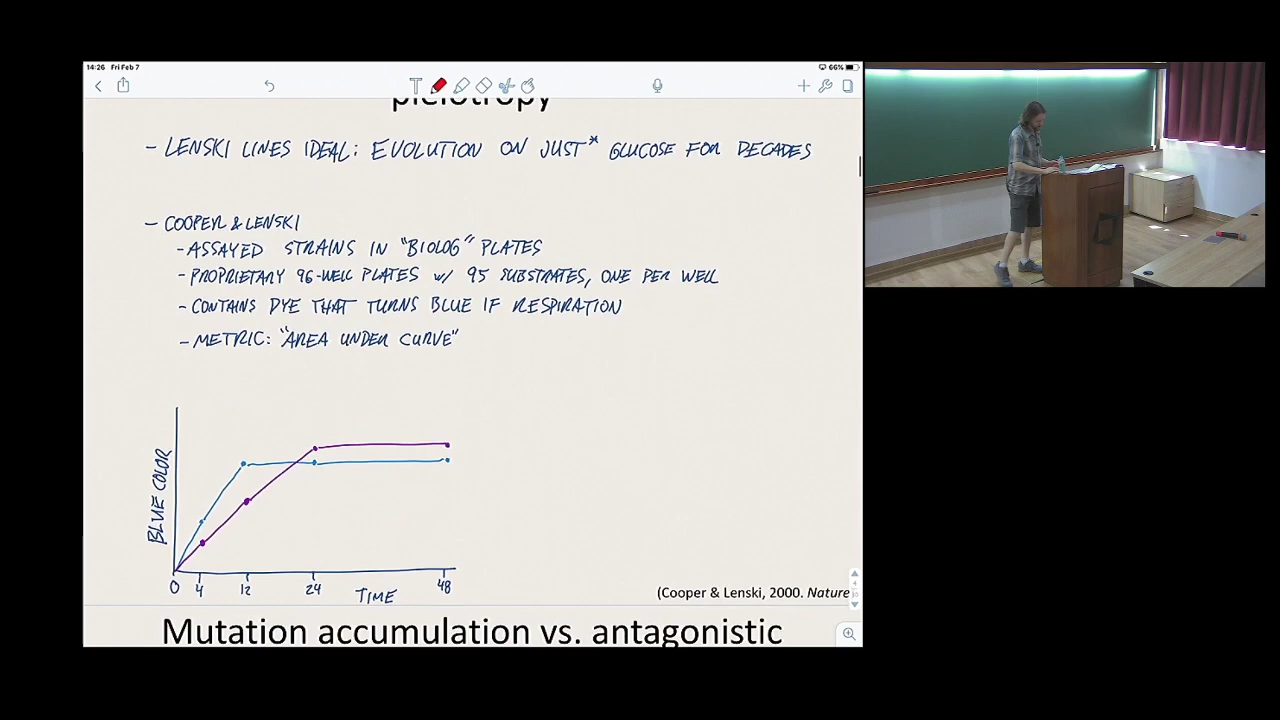 14:26 Fri Feb 7
66%
pleiotropy
- LENSKI LINES IDEAL: EVOLUTION ON JUST* GLUCOSE FOR DECADES
- COOPER & LENSKI
- ASSAYED STRAINS IN "BIOLOG" PLATES
- PROPRIETARY 96-WELL PLATES w/ 95 SUBSTRATES, ONE PER WELL
- CONTAINS DYE THAT TURNS BLUE IF RESPIRATION
- METRIC: "AREA UNDER CURVE"
BLUE COLOR
0 4 12 24 48
TIME
(Cooper & Lenski, 2000. Nature
Mutation accumulation vs. antagonistic